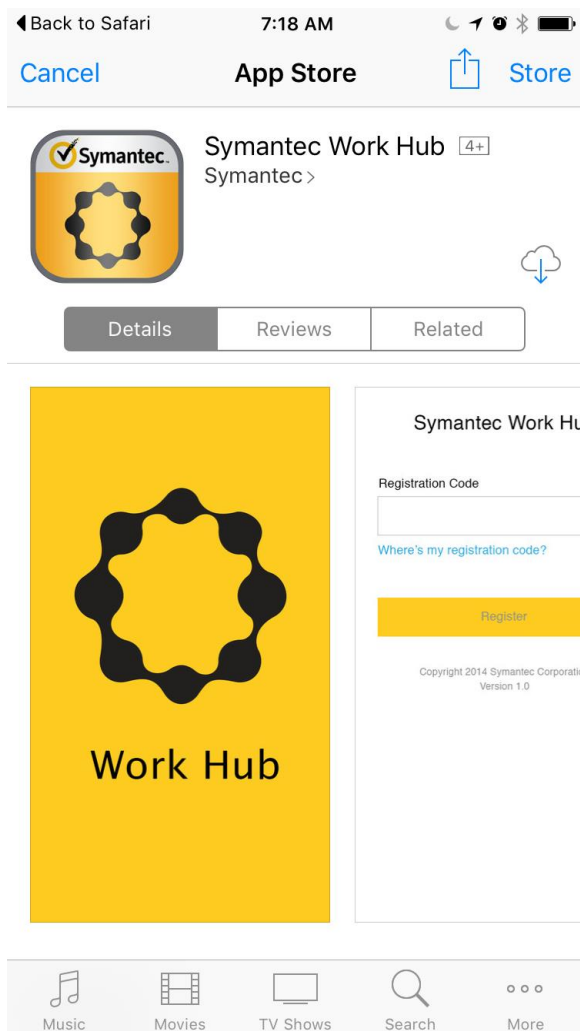 Back to Safari 7:18 AM
Cancel App Store Store
Symantec.
Symantec Work Hub 4+
Symantec >
Details Reviews Related
Symantec Work Hu
Registration Code
Where's my registration code?
Register
Copyright 2014 Symantec Corporatio
Version 1.0
Work Hub
Music Movies TV Shows Search More